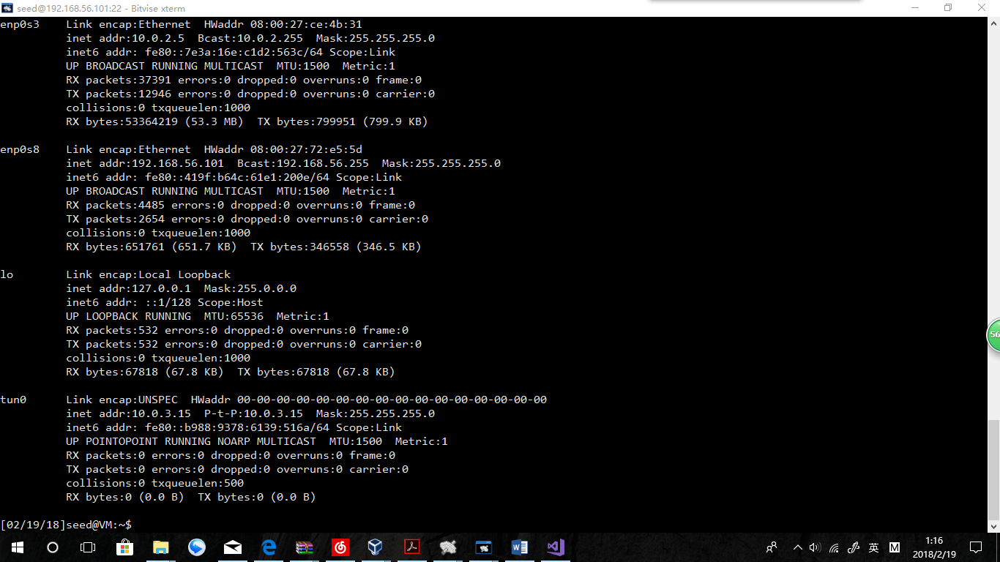 seed@192.168.56.101:22 - Bitvise xterm
enp0s3    Link encap:Ethernet  HWaddr 08:00:27:ce:4b:31
          inet addr:10.0.2.5  Bcast:10.0.2.255  Mask:255.255.255.0
          inet6 addr: fe80::7e3a:16e:c1d2:563c/64 Scope:Link
          UP BROADCAST RUNNING MULTICAST  MTU:1500  Metric:1
          RX packets:37391 errors:0 dropped:0 overruns:0 frame:0
          TX packets:12946 errors:0 dropped:0 overruns:0 carrier:0
          collisions:0 txqueuelen:1000
          RX bytes:53364219 (53.3 MB)  TX bytes:799951 (799.9 KB)
enp0s8    Link encap:Ethernet  HWaddr 08:00:27:72:e5:5d
          inet addr:192.168.56.101  Bcast:192.168.56.255  Mask:255.255.255.0
          inet6 addr: fe80::419f:b64c:61e1:200e/64 Scope:Link
          UP BROADCAST RUNNING MULTICAST  MTU:1500  Metric:1
          RX packets:4485 errors:0 dropped:0 overruns:0 frame:0
          TX packets:2654 errors:0 dropped:0 overruns:0 carrier:0
          collisions:0 txqueuelen:1000
          RX bytes:651761 (651.7 KB)  TX bytes:346558 (346.5 KB)
lo        Link encap:Local Loopback
          inet addr:127.0.0.1  Mask:255.0.0.0
          inet6 addr: ::1/128 Scope:Host
          UP LOOPBACK RUNNING  MTU:65536  Metric:1
          RX packets:532 errors:0 dropped:0 overruns:0 frame:0
          TX packets:532 errors:0 dropped:0 overruns:0 carrier:0
          collisions:0 txqueuelen:1000
          RX bytes:67818 (67.8 KB)  TX bytes:67818 (67.8 KB)
56
tun0      Link encap:UNSPEC  HWaddr 00-00-00-00-00-00-00-00-00-00-00-00-00-00-00-00
          inet addr:10.0.3.15  P-t-P:10.0.3.15  Mask:255.255.255.0
          inet6 addr: fe80::b988:9378:6139:516a/64 Scope:Link
          UP POINTOPOINT RUNNING NOARP MULTICAST  MTU:1500  Metric:1
          RX packets:0 errors:0 dropped:0 overruns:0 frame:0
          TX packets:0 errors:0 dropped:0 overruns:0 carrier:0
          collisions:0 txqueuelen:500
          RX bytes:0 (0.0 B)  TX bytes:0 (0.0 B)
[02/19/18]seed@VM:~$
英 M
1:16
2018/2/19